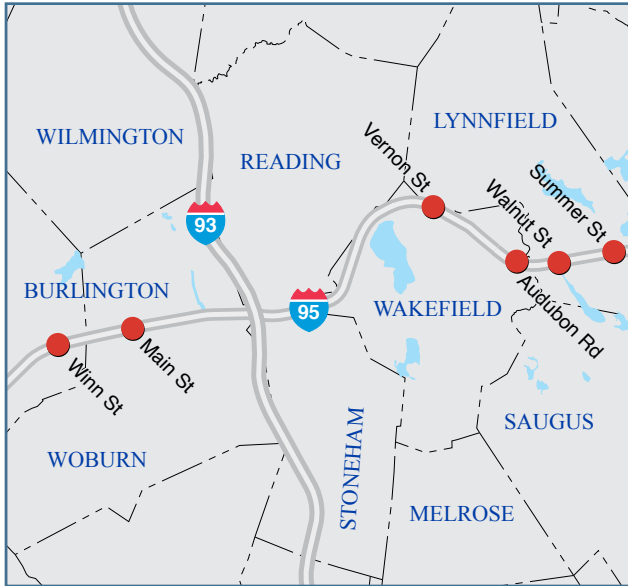 LYNNFIELD
WILMINGTON
READING
Vernon St
Walnut St
Summer St
93
BURLINGTON
95
WAKEFIELD
Audubon Rd
Main St
Winn St
SAUGUS
WOBURN
STONEHAM
MELROSE